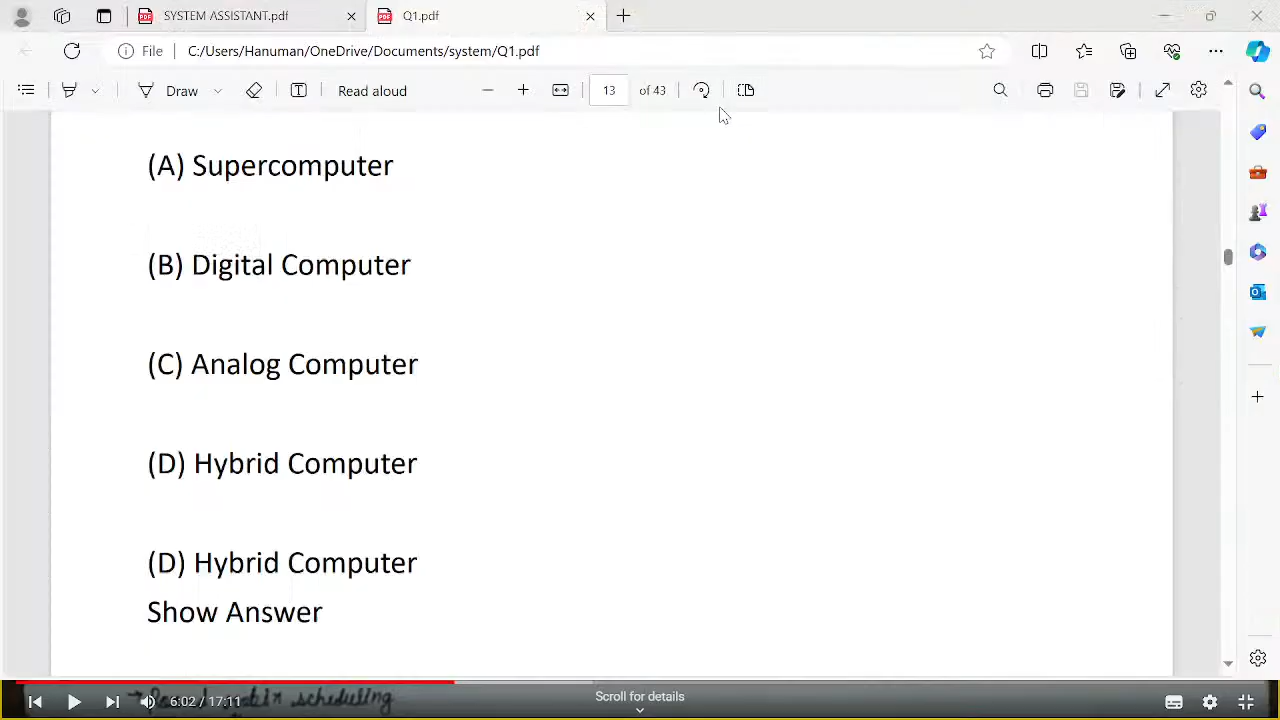 SYSTEM ASSISTANT.pdf
Q1.pdf
File
C:/Users/Hanuman/OneDrive/Documents/system/Q1.pdf
Draw
Read aloud
13
of 43
(A) Supercomputer
(B) Digital Computer
(C) Analog Computer
(D) Hybrid Computer
(D) Hybrid Computer
Show Answer
scheduling
6:02 / 17:11
Scroll for details